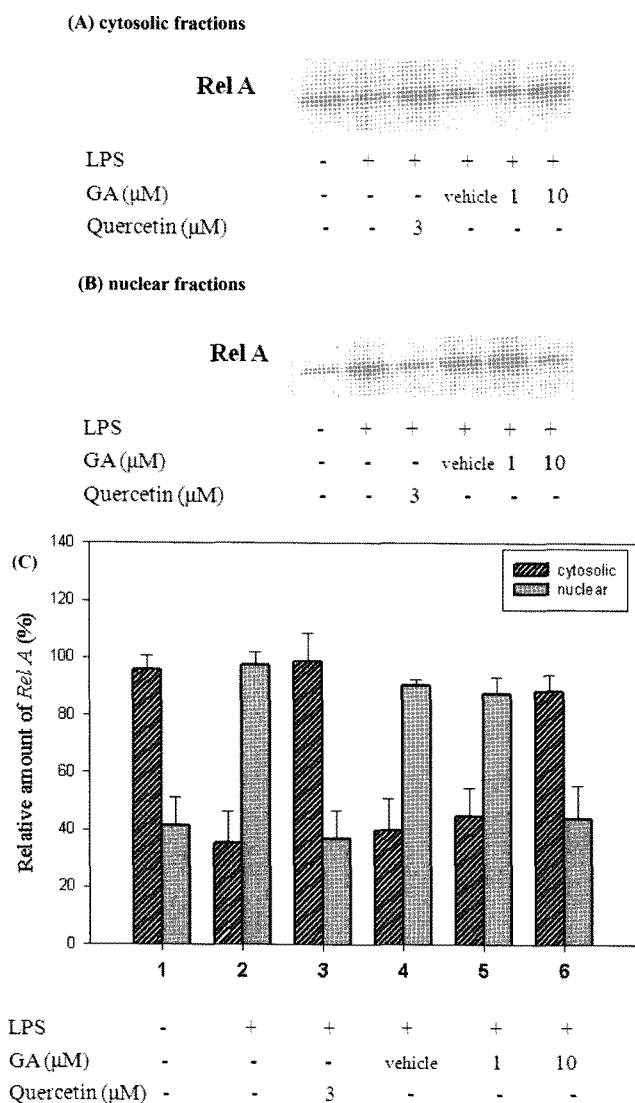 (A) cytosolic fractions
Rel A
LPS - + + + + +
GA (μM) - - - vehicle 1 10
Quercetin (μM) - - 3 - - -
(B) nuclear fractions
Rel A
LPS - + + + + +
GA (μM) - - - vehicle 1 10
Quercetin (μM) - - 3 - - -
(C)
Relative amount of Rel A (%)
140
120
100
80
60
40
20
0
cytosolic
nuclear
1 2 3 4 5 6
LPS - + + + + +
GA (μM) - - - vehicle 1 10
Quercetin (μM) - - 3 - - -